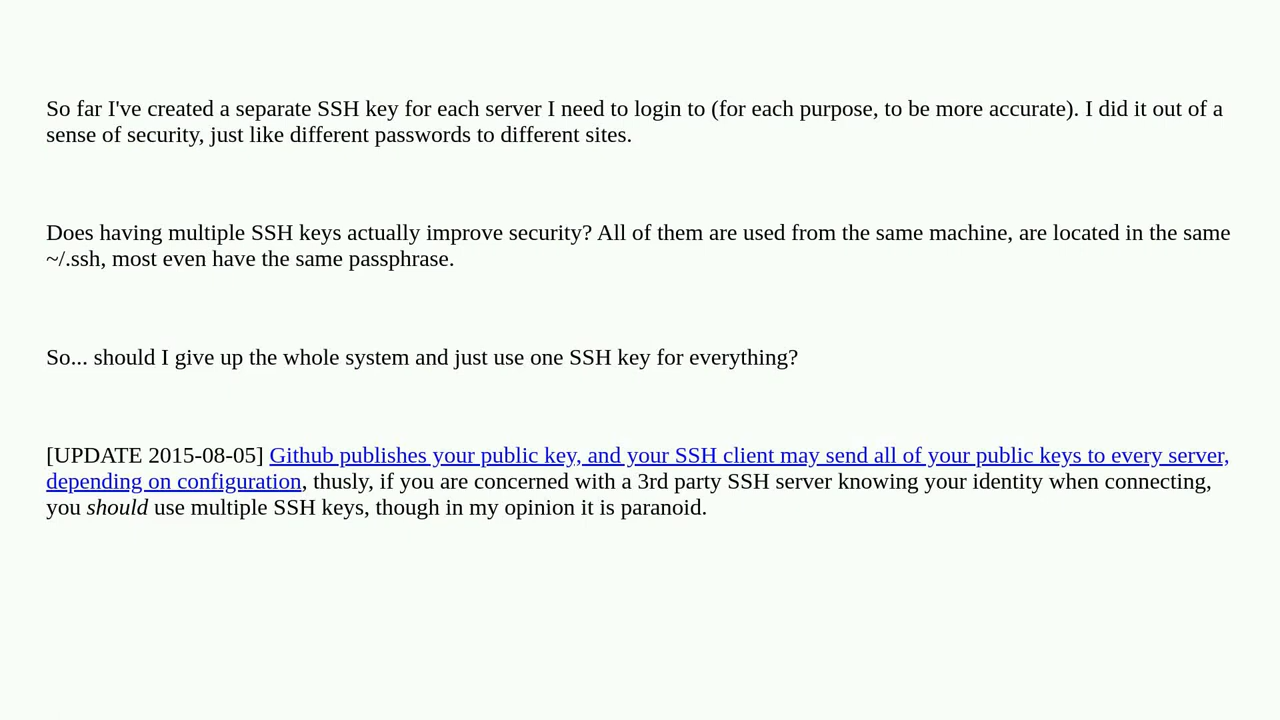 So far I've created a separate SSH key for each server I need to login to (for each purpose, to be more accurate). I did it out of a
sense of security, just like different passwords to different sites.
Does having multiple SSH keys actually improve security? All of them are used from the same machine, are located in the same
~/.ssh, most even have the same passphrase.
So... should I give up the whole system and just use one SSH key for everything?
[UPDATE 2015-08-05] Github publishes your public key, and your SSH client may send all of your public keys to every server,
depending on configuration, thusly, if you are concerned with a 3rd party SSH server knowing your identity when connecting,
you should use multiple SSH keys, though in my opinion it is paranoid.